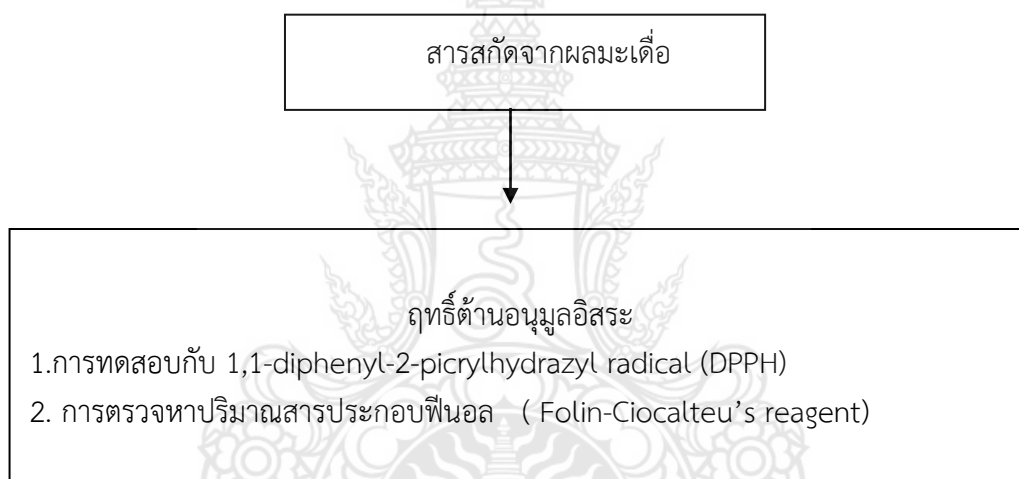 สารสกัดจากผลมะเดื่อ
ฤทธิ์ต้านอนุมูลอิสระ
1.การทดสอบกับ 1,1-diphenyl-2-picrylhydrazyl radical (DPPH)
2. การตรวจหาปริมาณสารประกอบฟีนอล ( Folin-Ciocalteu’s reagent)